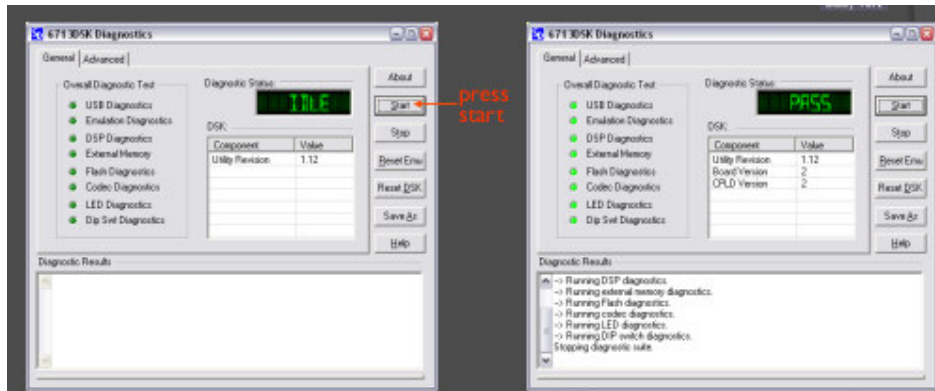 6713DSK Diagnostics
General Advanced
Overall Diagnostic Test
USB Diagnostics
Emulation Diagnostics
DSP Diagnostics
External Memory
Flash Diagnostics
Codec Diagnostics
LED Diagnostics
Dip Swt Diagnostics
Diagnostic Status:
IDLE
DSK:
Component Value
Utility Revision 1.12
About
Start
Stop
Reset Emu
Reset DSK
Save As
Help
Diagnostic Results
press
start
6713DSK Diagnostics
General Advanced
Overall Diagnostic Test
USB Diagnostics
Emulation Diagnostics
DSP Diagnostics
External Memory
Flash Diagnostics
Codec Diagnostics
LED Diagnostics
Dip Swt Diagnostics
Diagnostic Status:
PASS
DSK:
Component Value
Utility Revision 1.12
Board Version 2
CPLD Version 2
About
Start
Stop
Reset Emu
Reset DSK
Save As
Help
Diagnostic Results
-> Running DSP diagnostics.
-> Running external memory diagnostics.
-> Running Flash diagnostics.
-> Running codec diagnostics.
-> Running LED diagnostics.
-> Running DIP switch diagnostics.
Stopping diagnostic suite.